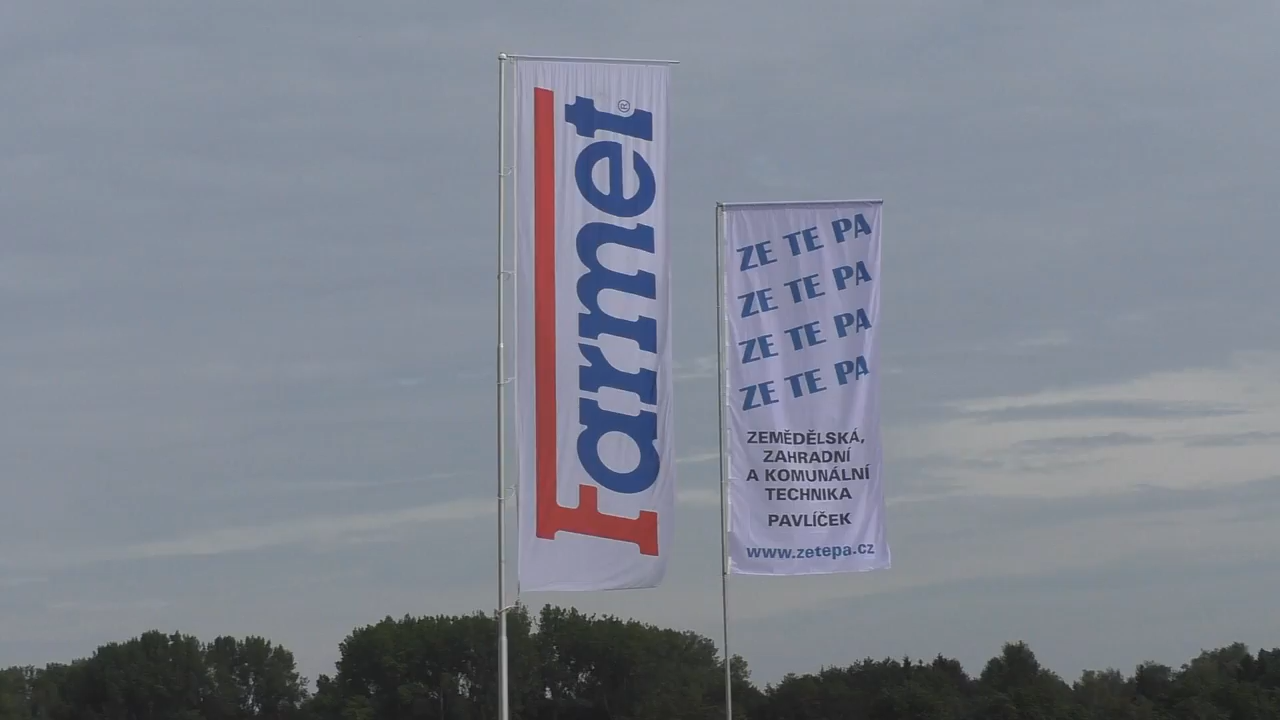 Farmet®
ZE TE PA
ZE TE PA
ZE TE PA
ZE TE PA
ZEMĚDĚLSKÁ,
ZAHRADNÍ
A KOMUNÁLNÍ
TECHNIKA
PAVLÍČEK
www.zetepa.cz